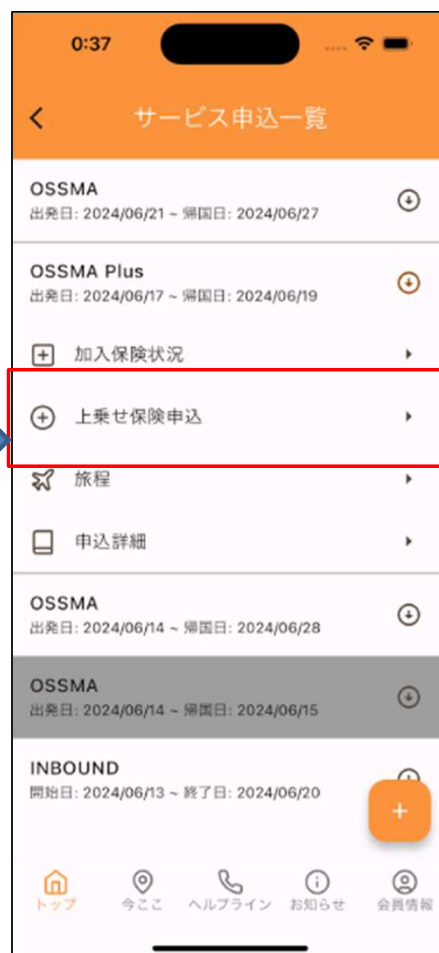 0:37
サービス申込一覧
OSSMA
出発日: 2024/06/21 ~ 帰国日: 2024/06/27
OSSMA Plus
出発日: 2024/06/17 ~ 帰国日: 2024/06/19
加入保険状況
上乗せ保険申込
旅程
申込詳細
OSSMA
出発日: 2024/06/14 ~ 帰国日: 2024/06/28
OSSMA
出発日: 2024/06/14 ~ 帰国日: 2024/06/15
INBOUND
開始日: 2024/06/13 ~ 終了日: 2024/06/20
トップ 今ここ ヘルプライン お知らせ 会員情報